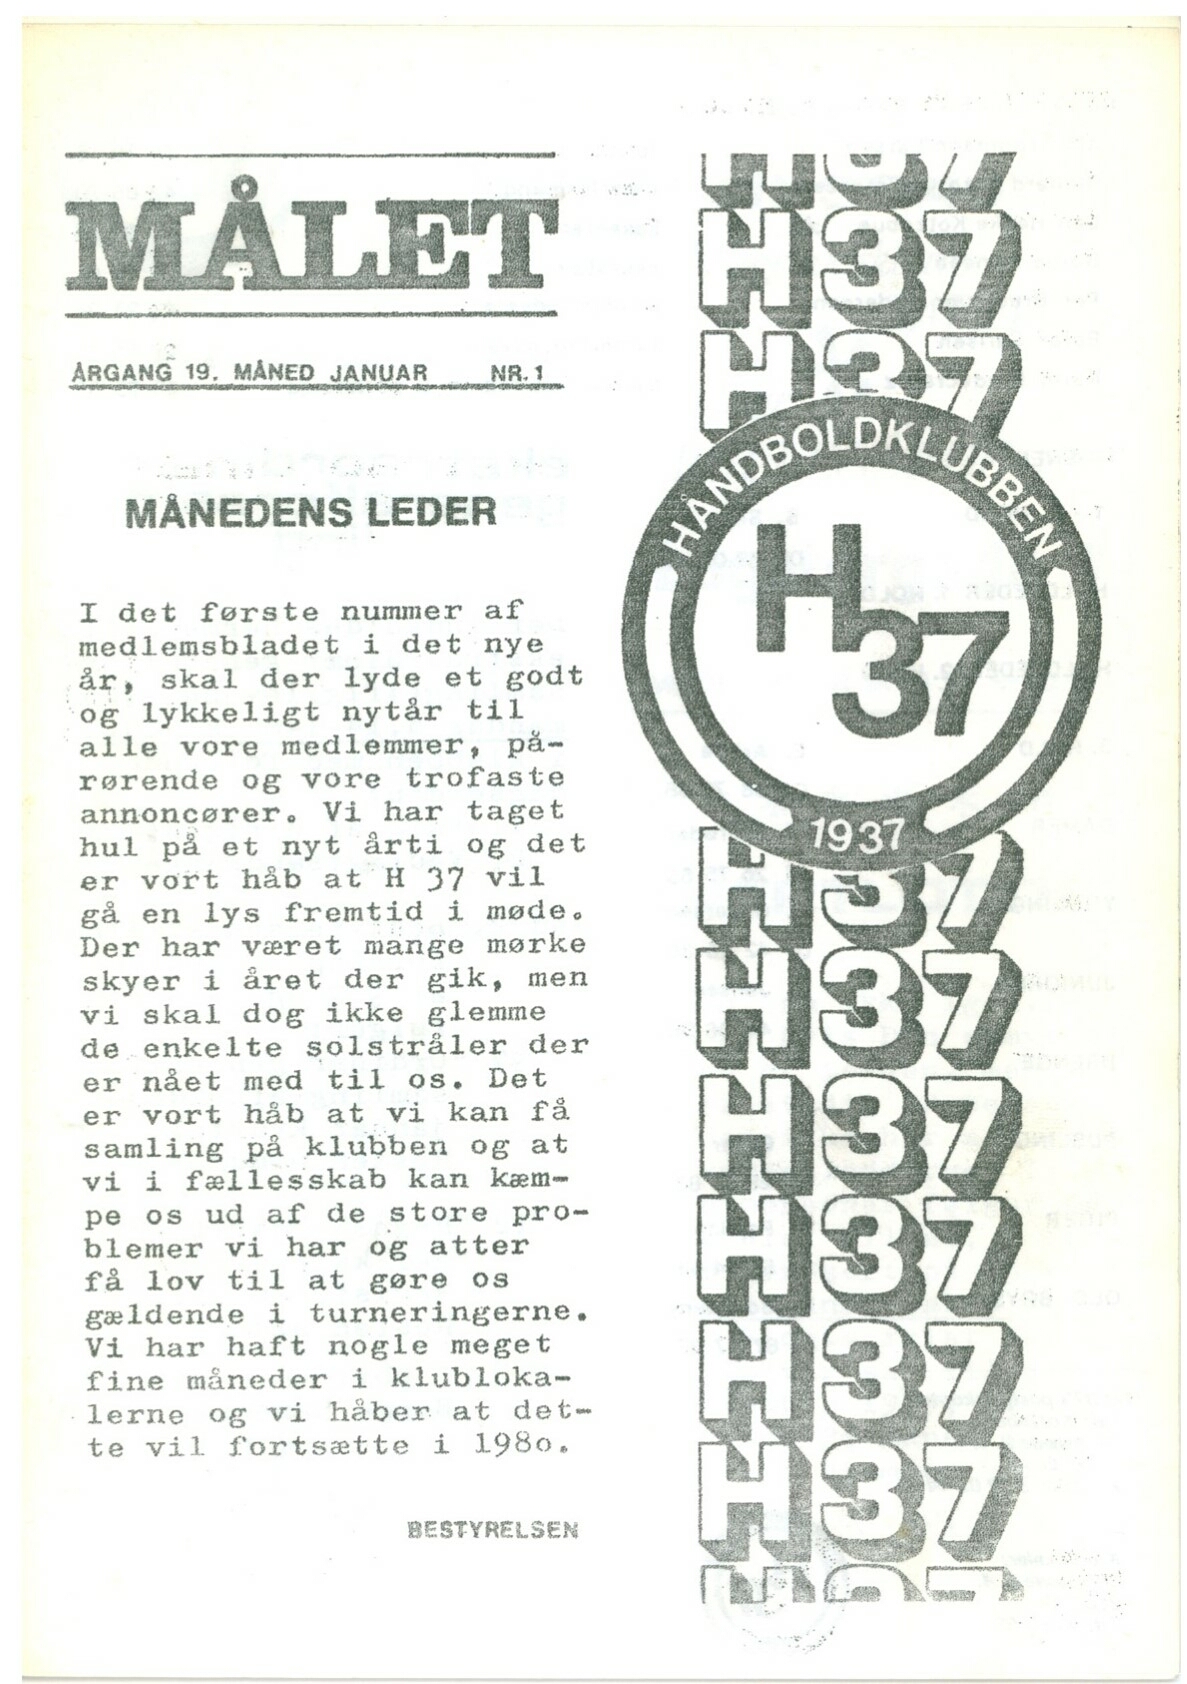 MÅLET
ÅRGANG 19. MÅNED JANUAR NR. 1
MÅNEDENS LEDER
I det første nummer af
medlemsbladet i det nye
år, skal der lyde et godt
og lykkeligt nytår til
alle vore medlemmer, på-
rørende og vore trofaste
annoncører. Vi har taget
hul på et nyt årti og det
er vort håb at H 37 vil
gå en lys fremtid i møde.
Der har været mange mørke
skyer i året der gik, men
vi skal dog ikke glemme
de enkelte solstråler der
er nået med til os. Det
er vort håb at vi kan få
samling på klubben og at
vi i fællesskab kan kæm-
pe os ud af de store pro-
blemer vi har og atter
få lov til at gøre os
gældende i turneringerne.
Vi har haft nogle meget
fine måneder i klubloka-
lerne og vi håber at det-
te vil fortsætte i 198o.
BESTYRELSEN
H37
H37
H37
HÅNDBOLDKLUBBEN
H37
1937
H37
H37
H37
H37
H37
H37
H37